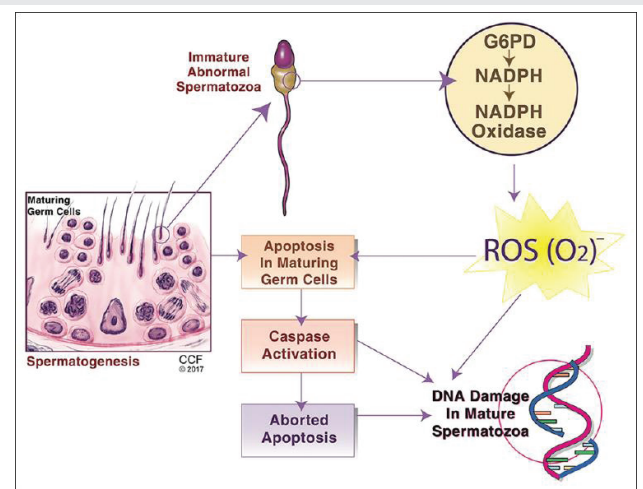 Immature
Abnormal
Spermatozoa
G6PD
NADPH
NADPH
Oxidase
Maturing
Germ Cells
Apoptosis
In Maturing
Germ Cells
ROS (O₂)⁻
Caspase
Activation
Spermatogenesis
CCF
© 2017
DNA Damage
In Mature
Spermatozoa
Aborted
Apoptosis